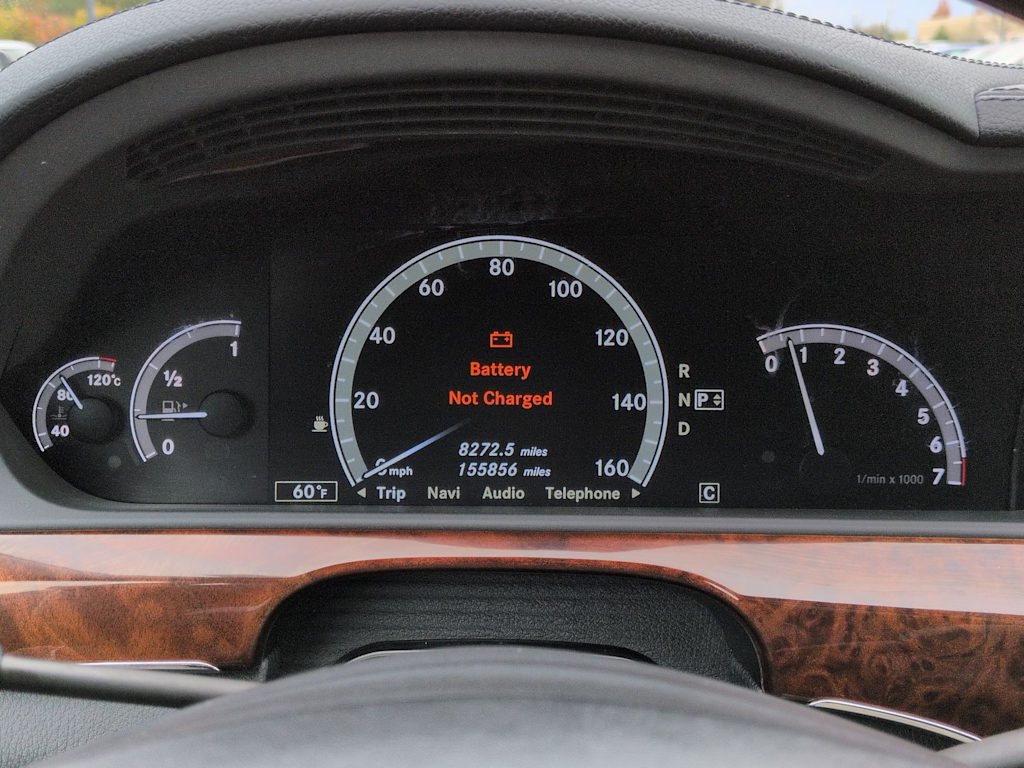 120°c
80
40
1
½
0
0 mph
20
40
60
80
100
120
140
160
Battery
Not Charged
8272.5 miles
155856 miles
60°F
Trip Navi Audio Telephone
R
N P
D
C
0
1
2
3
4
5
6
7
1/min x 1000